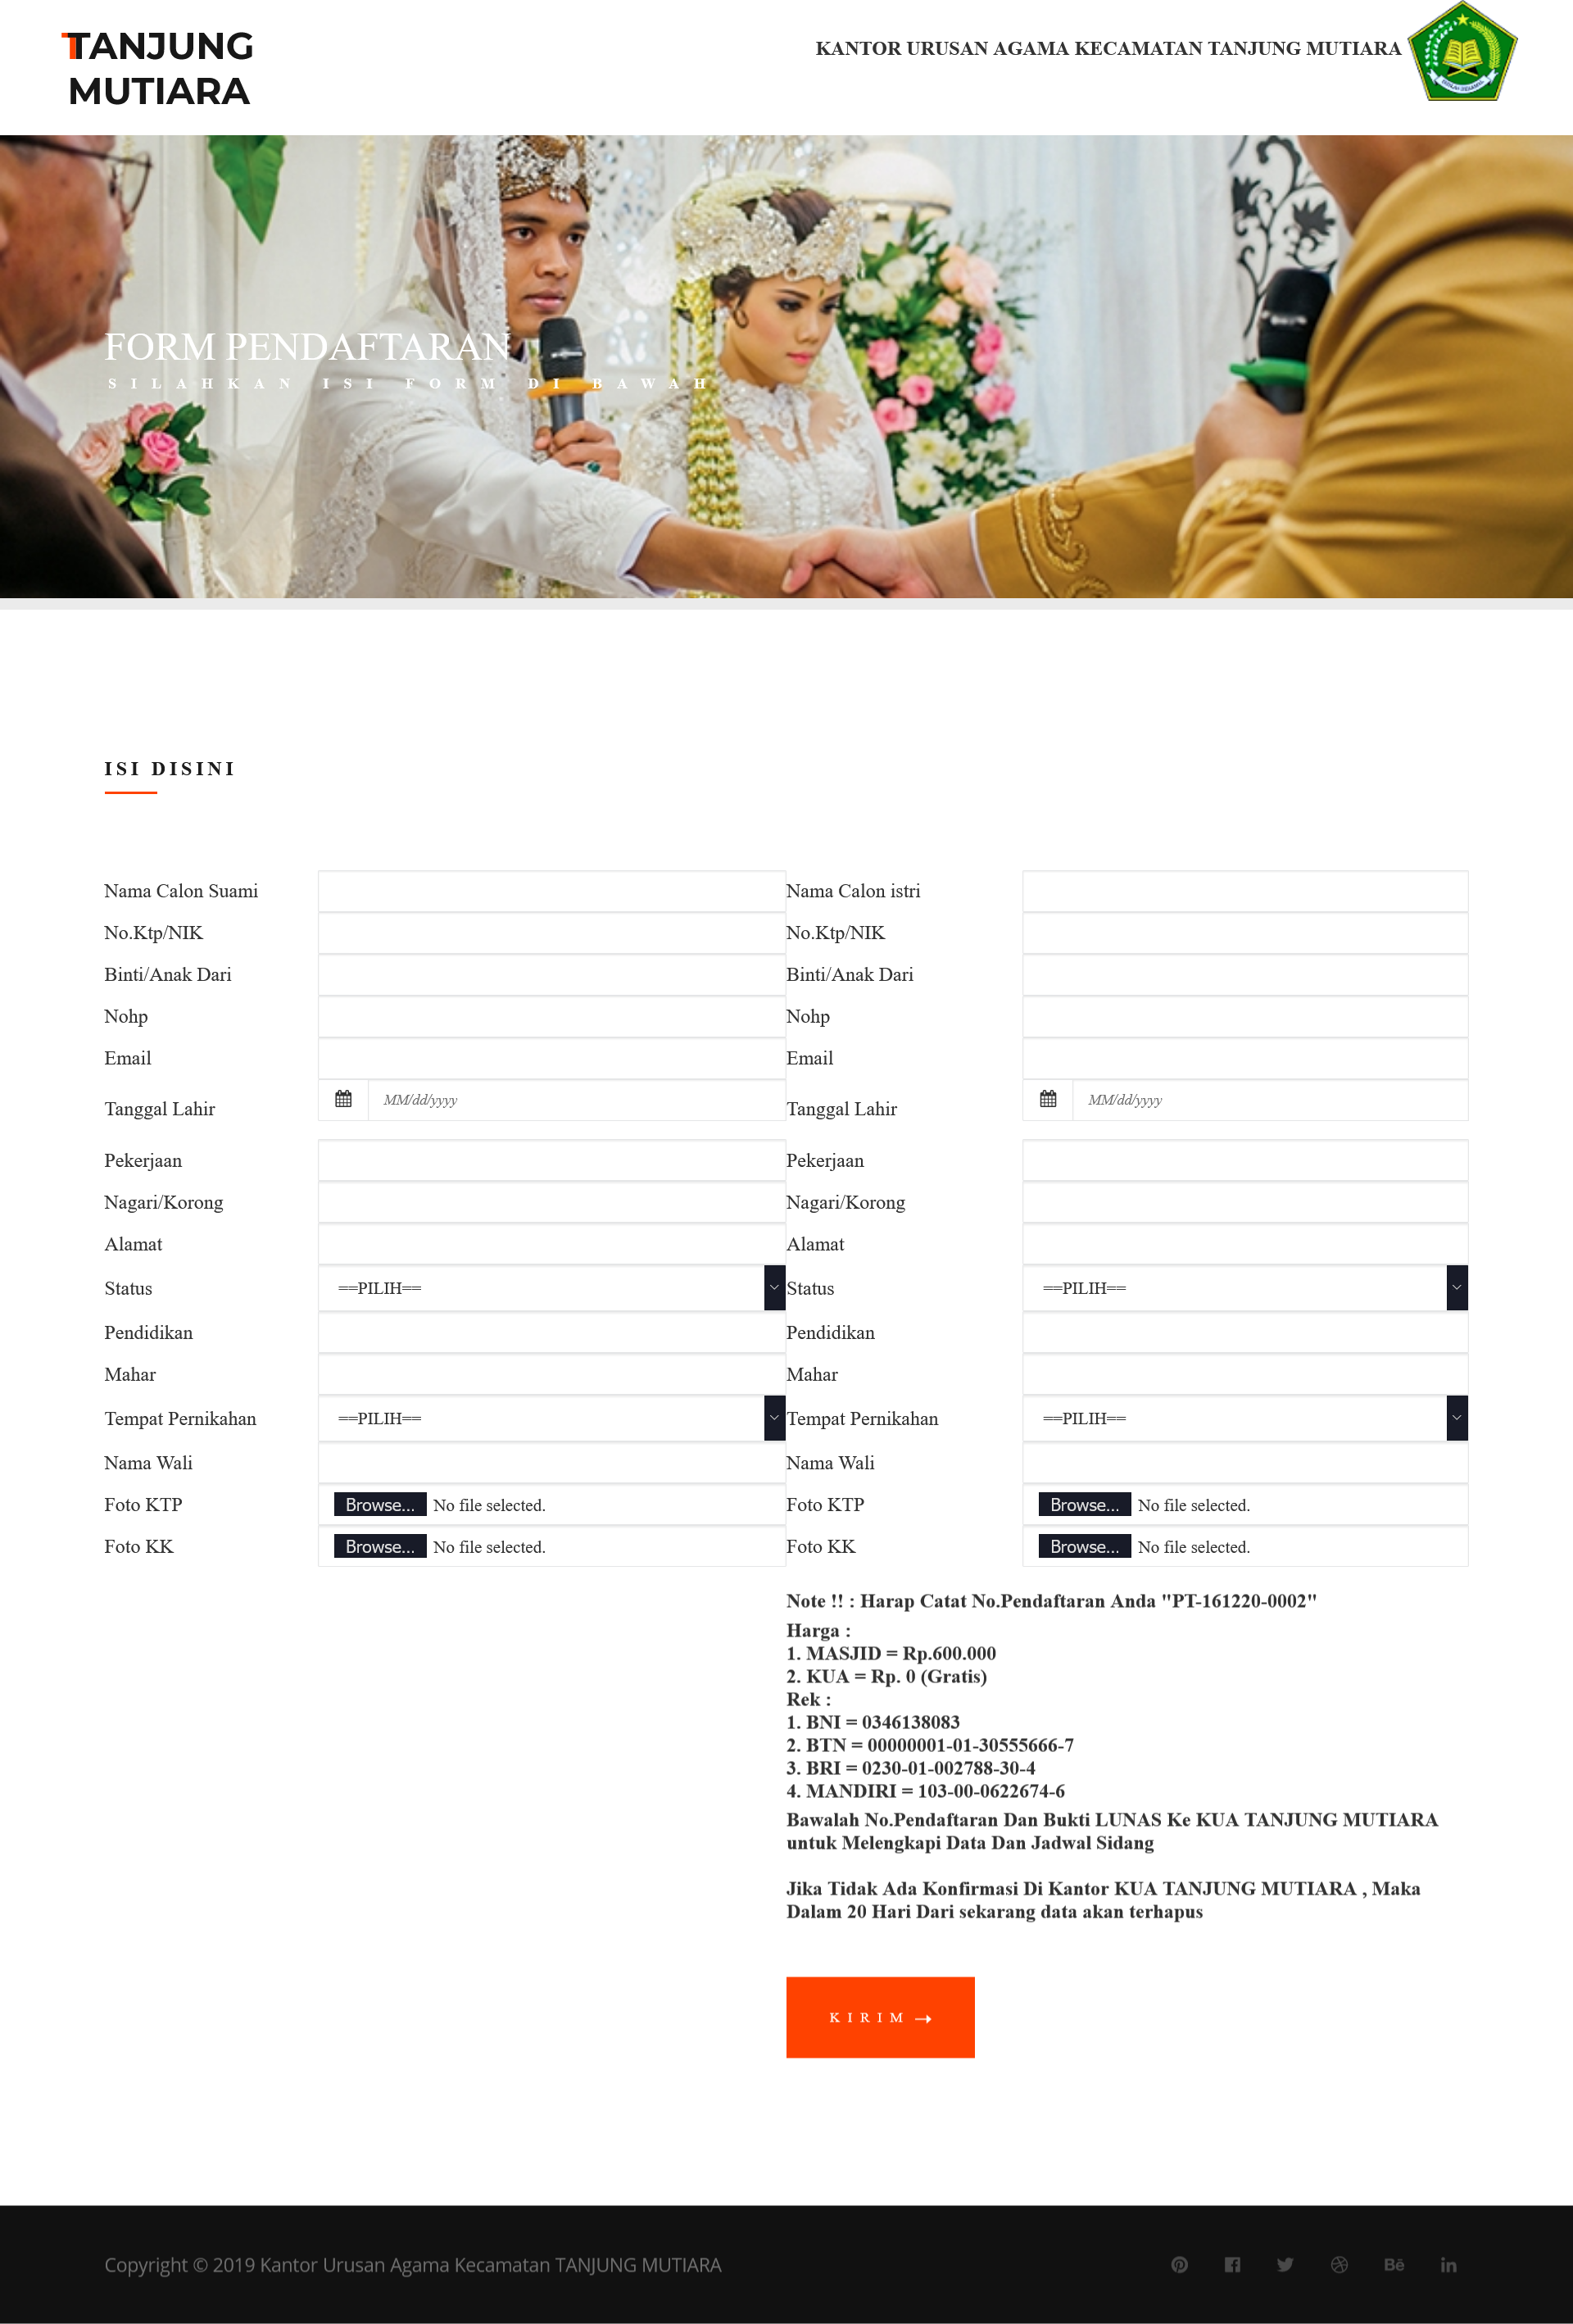 TANJUNG
MUTIARA
KANTOR URUSAN AGAMA KECAMATAN TANJUNG MUTIARA
FORM PENDAFTARAN
SILAHKAN ISI FORM DI BAWAH
ISI DISINI
Nama Calon Suami
Nama Calon istri
No.Ktp/NIK
No.Ktp/NIK
Binti/Anak Dari
Binti/Anak Dari
Nohp
Nohp
Email
Email
Tanggal Lahir MM/dd/yyyy
Tanggal Lahir MM/dd/yyyy
Pekerjaan
Pekerjaan
Nagari/Korong
Nagari/Korong
Alamat
Alamat
Status ==PILIH==
Status ==PILIH==
Pendidikan
Pendidikan
Mahar
Mahar
Tempat Pernikahan ==PILIH==
Tempat Pernikahan ==PILIH==
Nama Wali
Nama Wali
Foto KTP Browse... No file selected.
Foto KTP Browse... No file selected.
Foto KK Browse... No file selected.
Foto KK Browse... No file selected.
Note !! : Harap Catat No.Pendaftaran Anda "PT-161220-0002"
Harga :
1. MASJID = Rp.600.000
2. KUA = Rp. 0 (Gratis)
Rek :
1. BNI = 0346138083
2. BTN = 00000001-01-30555666-7
3. BRI = 0230-01-002788-30-4
4. MANDIRI = 103-00-0622674-6
Bawalah No.Pendaftaran Dan Bukti LUNAS Ke KUA TANJUNG MUTIARA
untuk Melengkapi Data Dan Jadwal Sidang
Jika Tidak Ada Konfirmasi Di Kantor KUA TANJUNG MUTIARA , Maka
Dalam 20 Hari Dari sekarang data akan terhapus
KIRIM
Copyright © 2019 Kantor Urusan Agama Kecamatan TANJUNG MUTIARA